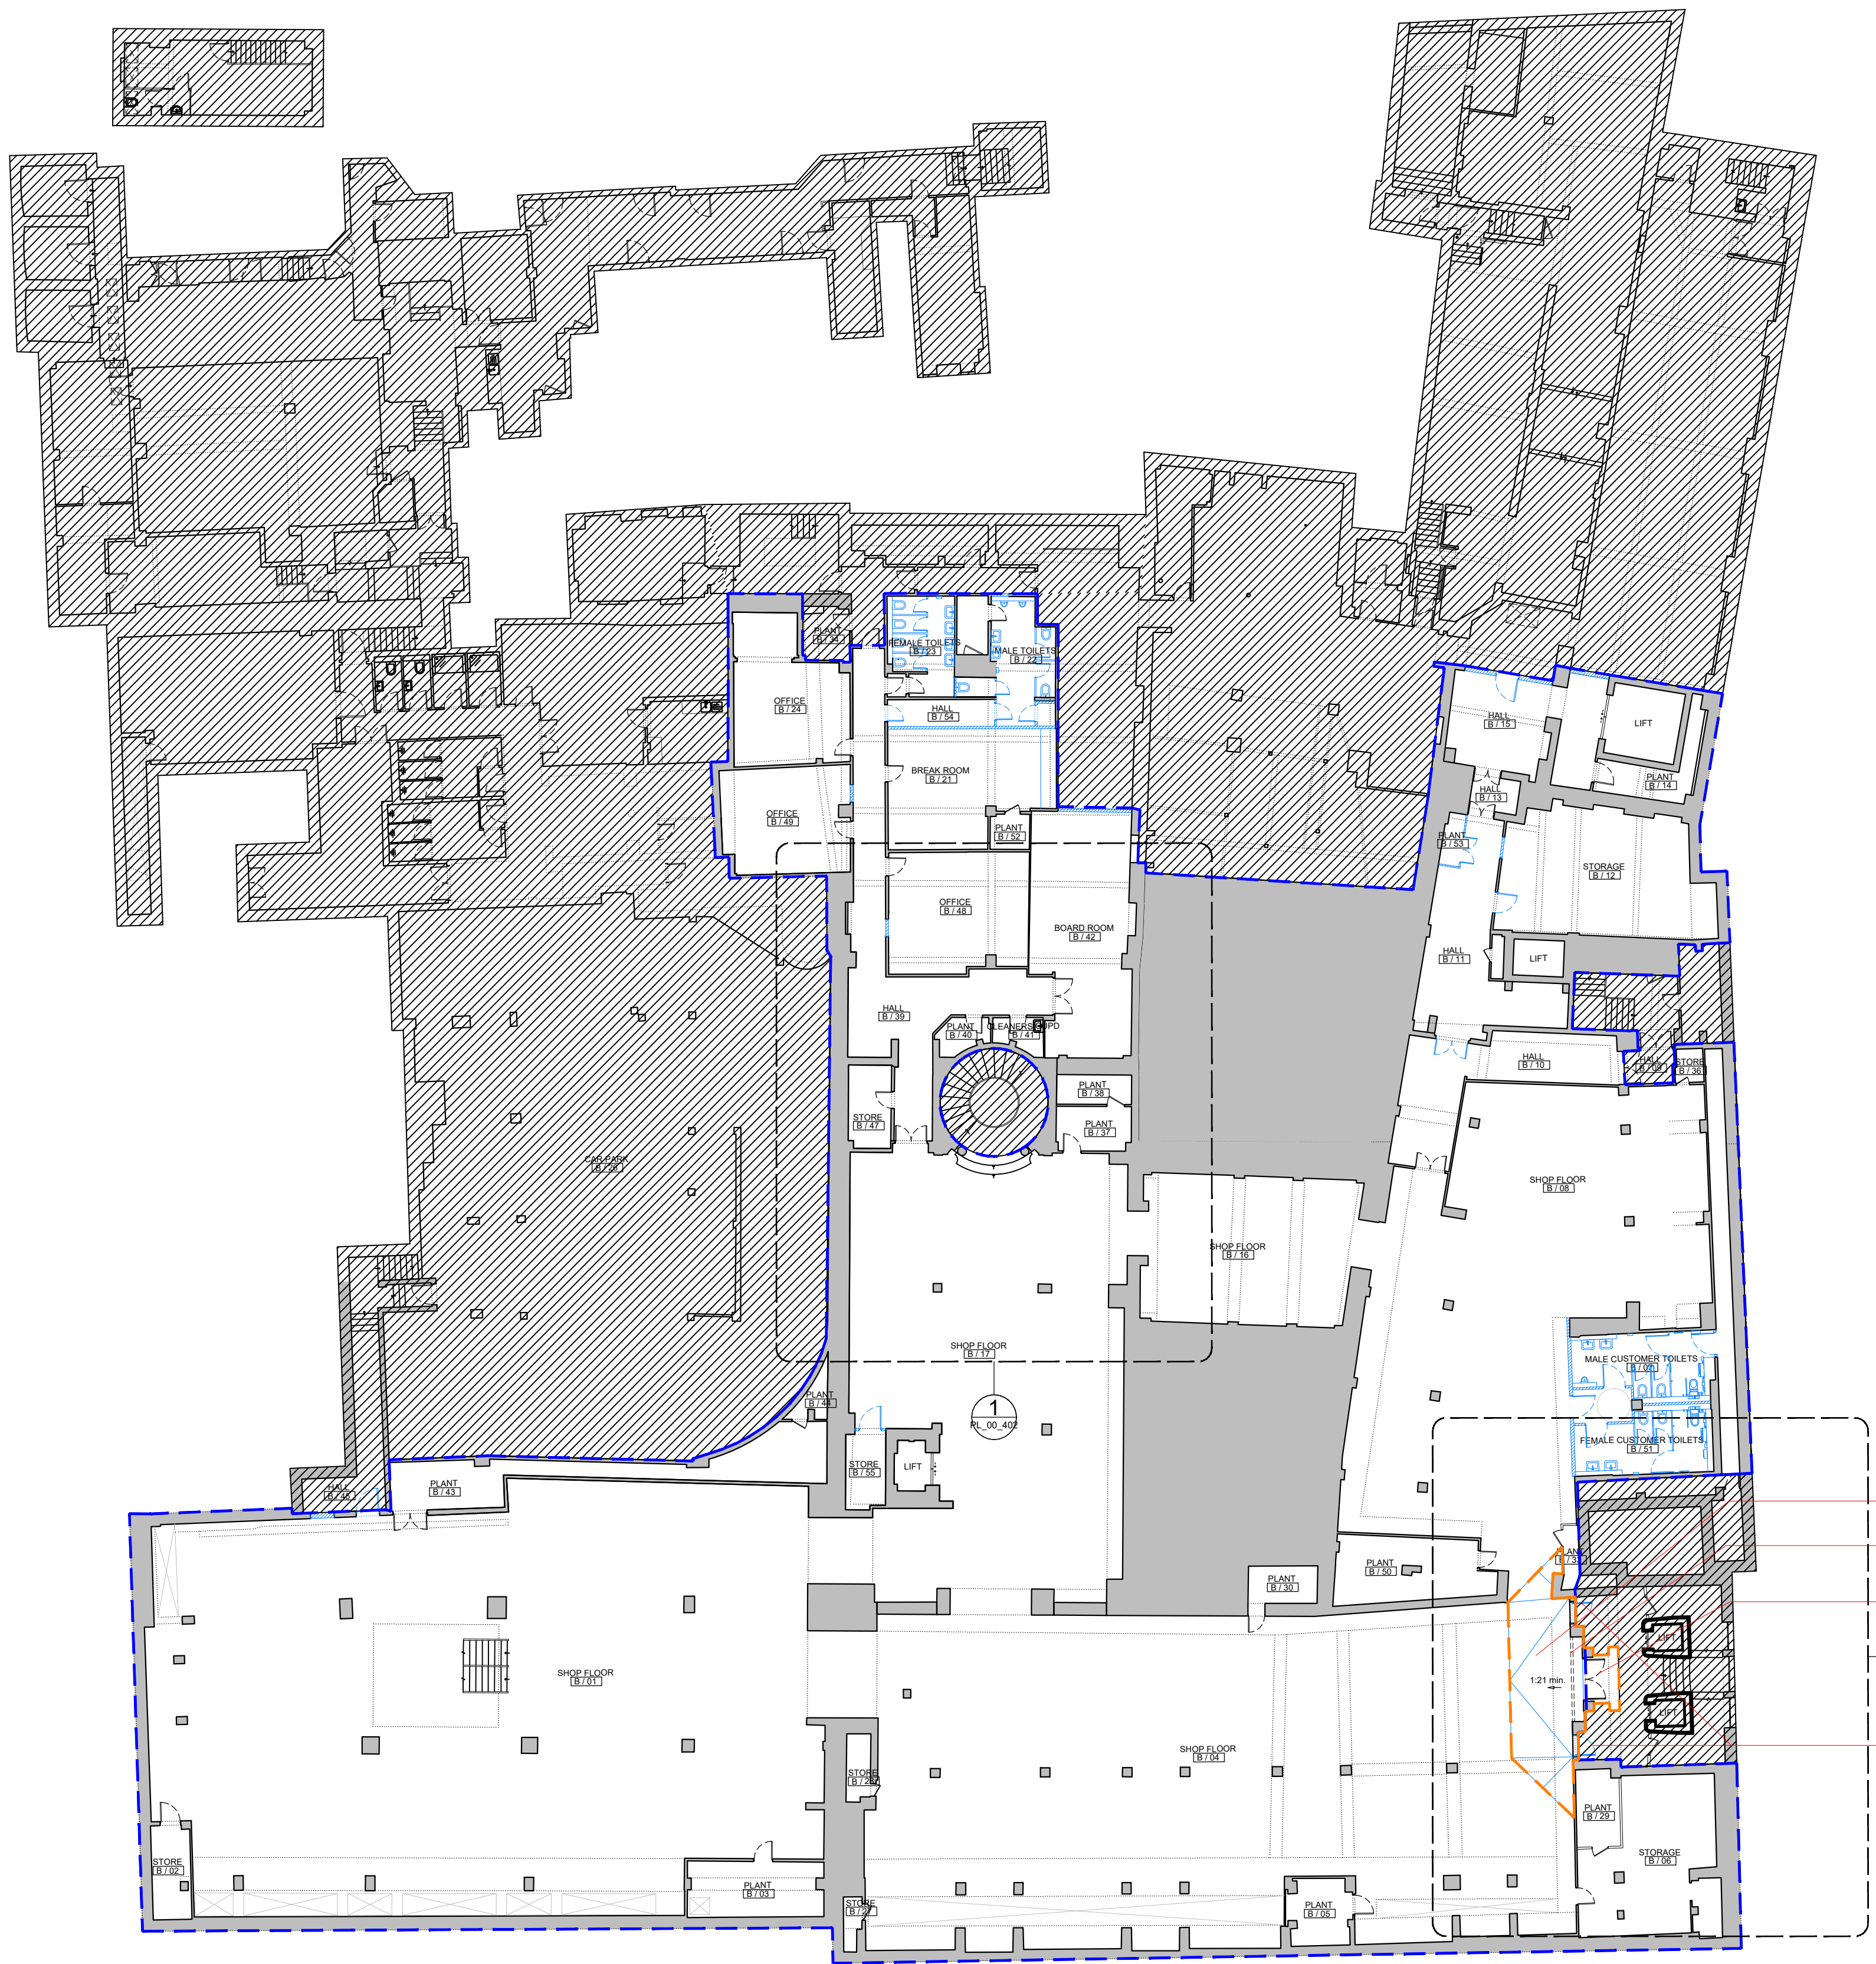 PLANT
B / 34
FEMALE TOILETS
B / 23
MALE TOILETS
B / 22
OFFICE
B / 24
HALL
B / 54
HALL
B / 15
LIFT
BREAK ROOM
B / 21
PLANT
B / 14
HALL
B / 13
OFFICE
B / 49
PLANT
B / 52
PLANT
B / 53
STORAGE
B / 12
OFFICE
B / 48
BOARD ROOM
B / 42
HALL
B / 11
LIFT
HALL
B / 39
PLANT
B / 40
CLEANERS CUPD
B / 41
HALL
B / 10
HALL
B / 09
STORE
B / 36
PLANT
B / 38
STORE
B / 47
PLANT
B / 37
CAR PARK
B / 26
SHOP FLOOR
B / 08
SHOP FLOOR
B / 16
SHOP FLOOR
B / 17
MALE CUSTOMER TOILETS
B / 07
PLANT
B / 44
1
PL_00_402
FEMALE CUSTOMER TOILETS
B / 51
STORE
B / 55
LIFT
HALL
PLANT
B / 43
PLANT
PLANT
B / 50
PLANT
B / 30
LIFT
SHOP FLOOR
B / 01
1:21 min.
LIFT
SHOP FLOOR
B / 04
STORE
PLANT
B / 29
STORAGE
B / 06
STORE
B / 02
PLANT
B / 03
STORE
B / 27
PLANT
B / 05